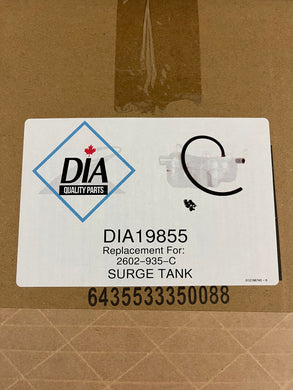 DIA
QUALITY PARTS
DIA19855
Replacement For:
2602-935-C
SURGE TANK
6435533350088